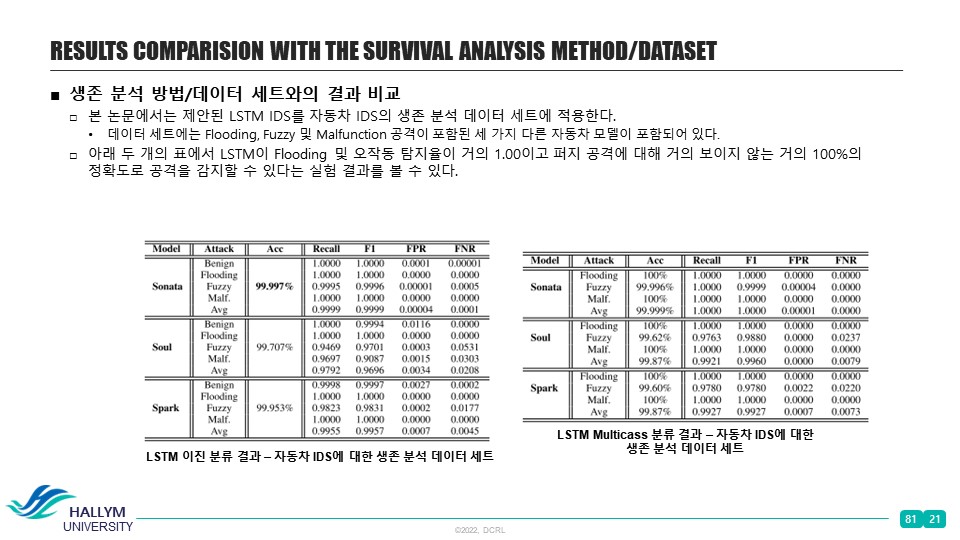 RESULTS COMPARISION WITH THE SURVIVAL ANALYSIS METHOD/DATASET
■ 생존 분석 방법/데이터 세트와의 결과 비교
□ 본 논문에서는 제안된 LSTM IDS를 자동차 IDS의 생존 분석 데이터 세트에 적용한다.
• 데이터 세트에는 Flooding, Fuzzy 및 Malfunction 공격이 포함된 세 가지 다른 자동차 모델이 포함되어 있다.
□ 아래 두 개의 표에서 LSTM이 Flooding 및 오작동 탐지율이 거의 1.00이고 퍼지 공격에 대해 거의 보이지 않는 거의 100%의
정확도로 공격을 감지할 수 있다는 실험 결과를 볼 수 있다.
Model Attack Acc Recall F1 FPR FNR
Benign 1.0000 1.0000 0.0001 0.00001
Flooding 1.0000 1.0000 0.0000 0.0000
Sonata Fuzzy 99.997% 0.9995 0.9996 0.00001 0.0005
Malf. 1.0000 1.0000 0.0000 0.0000
Avg 0.9999 0.9999 0.00004 0.0001
Benign 1.0000 0.9994 0.0116 0.0000
Flooding 1.0000 1.0000 0.0000 0.0000
Soul Fuzzy 99.707% 0.9469 0.9701 0.0003 0.0531
Malf. 0.9697 0.9087 0.0015 0.0303
Avg 0.9792 0.9696 0.0034 0.0208
Benign 0.9998 0.9997 0.0027 0.0002
Flooding 1.0000 1.0000 0.0000 0.0000
Spark Fuzzy 99.953% 0.9823 0.9831 0.0002 0.0177
Malf. 1.0000 1.0000 0.0000 0.0000
Avg 0.9955 0.9957 0.0007 0.0045
LSTM 이진 분류 결과 – 자동차 IDS에 대한 생존 분석 데이터 세트
Model Attack Acc Recall F1 FPR FNR
Flooding 100% 1.0000 1.0000 0.0000 0.0000
Sonata Fuzzy 99.996% 1.0000 0.9999 0.00004 0.0000
Malf. 100% 1.0000 1.0000 0.0000 0.0000
Avg 99.999% 1.0000 1.0000 0.00001 0.0000
Flooding 100% 1.0000 1.0000 0.0000 0.0000
Soul Fuzzy 99.62% 0.9763 0.9880 0.0000 0.0237
Malf. 100% 1.0000 1.0000 0.0000 0.0000
Avg 99.87% 0.9921 0.9960 0.0000 0.0079
Flooding 100% 1.0000 1.0000 0.0000 0.0000
Spark Fuzzy 99.60% 0.9780 0.9780 0.0022 0.0220
Malf. 100% 1.0000 1.0000 0.0000 0.0000
Avg 99.87% 0.9927 0.9927 0.0007 0.0073
LSTM Multicass 분류 결과 – 자동차 IDS에 대한
생존 분석 데이터 세트
HALLYM
UNIVERSITY
©2022, DCRL
81 21